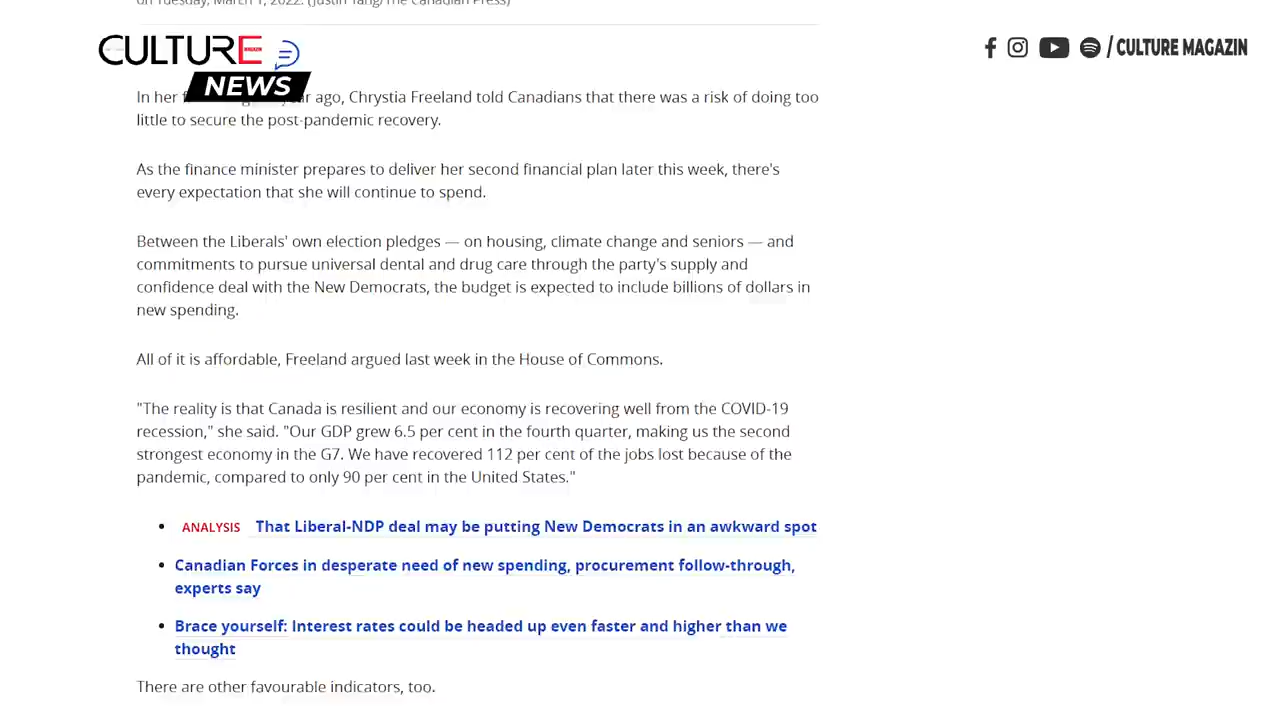 on Tuesday, March 1, 2022. (Justin Tang/The Canadian Press)
CULTURE
NEWS
/ CULTURE MAGAZIN
In her ago, Chrystia Freeland told Canadians that there was a risk of doing too
little to secure the post-pandemic recovery.
As the finance minister prepares to deliver her second financial plan later this week, there's
every expectation that she will continue to spend.
Between the Liberals' own election pledges — on housing, climate change and seniors — and
commitments to pursue universal dental and drug care through the party's supply and
confidence deal with the New Democrats, the budget is expected to include billions of dollars in
new spending.
All of it is affordable, Freeland argued last week in the House of Commons.
"The reality is that Canada is resilient and our economy is recovering well from the COVID-19
recession," she said. "Our GDP grew 6.5 per cent in the fourth quarter, making us the second
strongest economy in the G7. We have recovered 112 per cent of the jobs lost because of the
pandemic, compared to only 90 per cent in the United States."
• ANALYSIS That Liberal-NDP deal may be putting New Democrats in an awkward spot
• Canadian Forces in desperate need of new spending, procurement follow-through,
experts say
• Brace yourself: Interest rates could be headed up even faster and higher than we
thought
There are other favourable indicators, too.